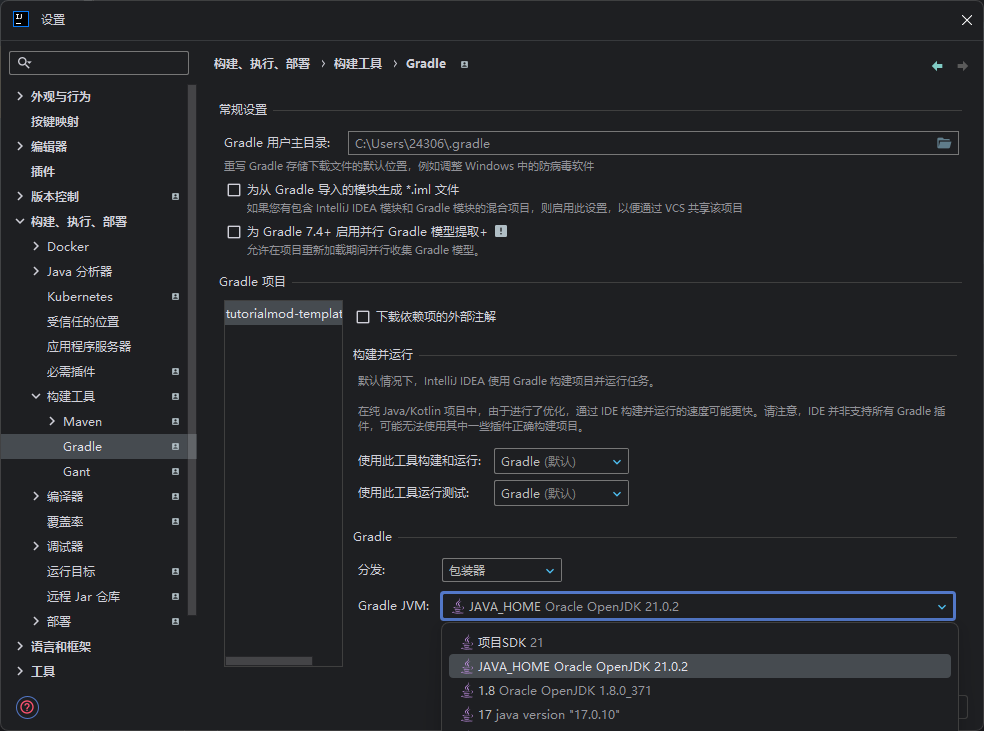 设置
构建、执行、部署 › 构建工具 › Gradle
外观与行为
按键映射
编辑器
插件
版本控制
构建、执行、部署
Docker
Java 分析器
Kubernetes
受信任的位置
应用程序服务器
必需插件
构建工具
Maven
Gradle
Gant
编译器
覆盖率
调试器
运行目标
远程 Jar 仓库
部署
语言和框架
工具
常规设置
Gradle 用户主目录: C:\Users\24306\.gradle
重写 Gradle 存储下载文件的默认位置，例如调整 Windows 中的防病毒软件
为从 Gradle 导入的模块生成 *.iml 文件
如果您有包含 IntelliJ IDEA 模块和 Gradle 模块的混合项目，则启用此设置，以便通过 VCS 共享该项目
为 Gradle 7.4+ 启用并行 Gradle 模型提取+
允许在项目重新加载期间并行收集 Gradle 模型。
Gradle 项目
tutorialmod-templat
下载依赖项的外部注解
构建并运行
默认情况下，IntelliJ IDEA 使用 Gradle 构建项目并运行任务。
在纯 Java/Kotlin 项目中，由于进行了优化，通过 IDE 构建并运行的速度可能更快。请注意，IDE 并非支持所有 Gradle 插
件，可能无法使用其中一些插件正确构建项目。
使用此工具构建和运行: Gradle (默认)
使用此工具运行测试: Gradle (默认)
Gradle
分发: 包装器
Gradle JVM: JAVA_HOME Oracle OpenJDK 21.0.2
项目SDK 21
JAVA_HOME Oracle OpenJDK 21.0.2
1.8 Oracle OpenJDK 1.8.0_371
17 java version "17.0.10"